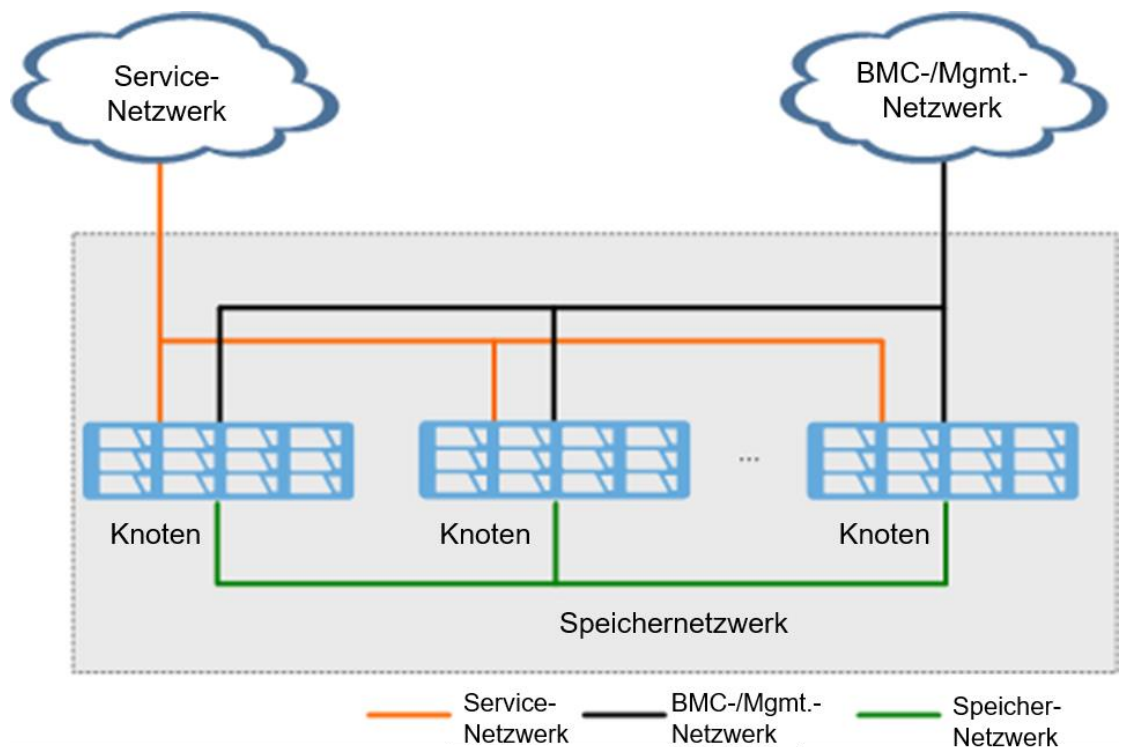 Service-
Netzwerk
BMC-/Mgmt.-
Netzwerk
...
Knoten
Knoten
Knoten
Speichernetzwerk
Service-
Netzwerk
BMC-/Mgmt.-
Netzwerk
Speicher-
Netzwerk